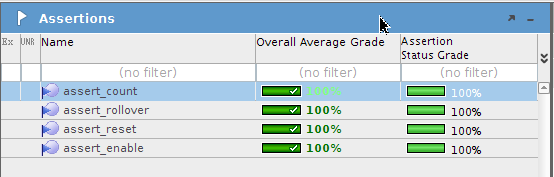 Assertions
Ex UNR Name Overall Average Grade Assertion Status Grade
(no filter) (no filter) (no filter)
assert_count 100% 100%
assert_rollover 100% 100%
assert_reset 100% 100%
assert_enable 100% 100%